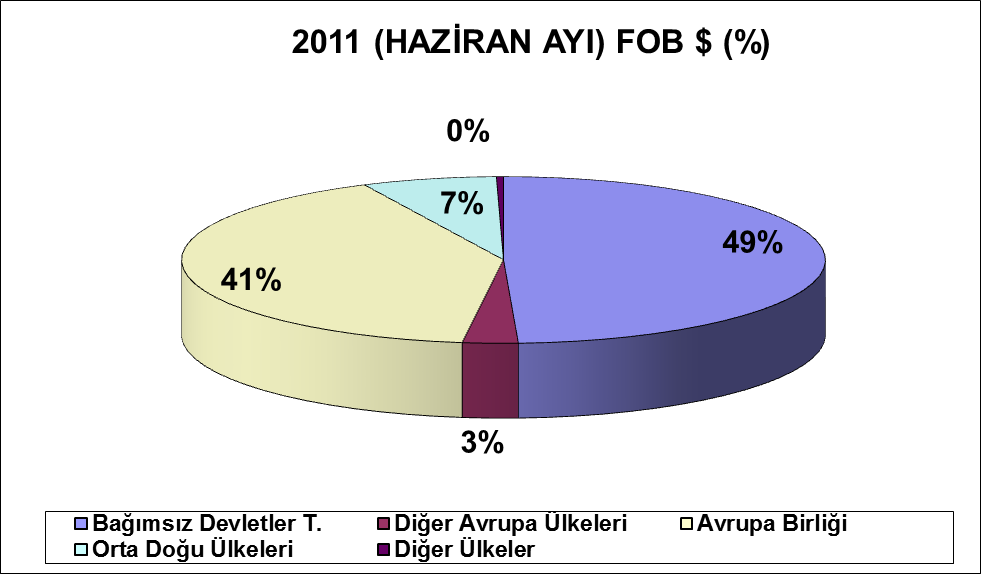 2011 (HAZİRAN AYI) FOB $ (%)
0%
7%
49%
41%
3%
Bağımsız Devletler T. Diğer Avrupa Ülkeleri Avrupa Birliği
Orta Doğu Ülkeleri Diğer Ülkeler